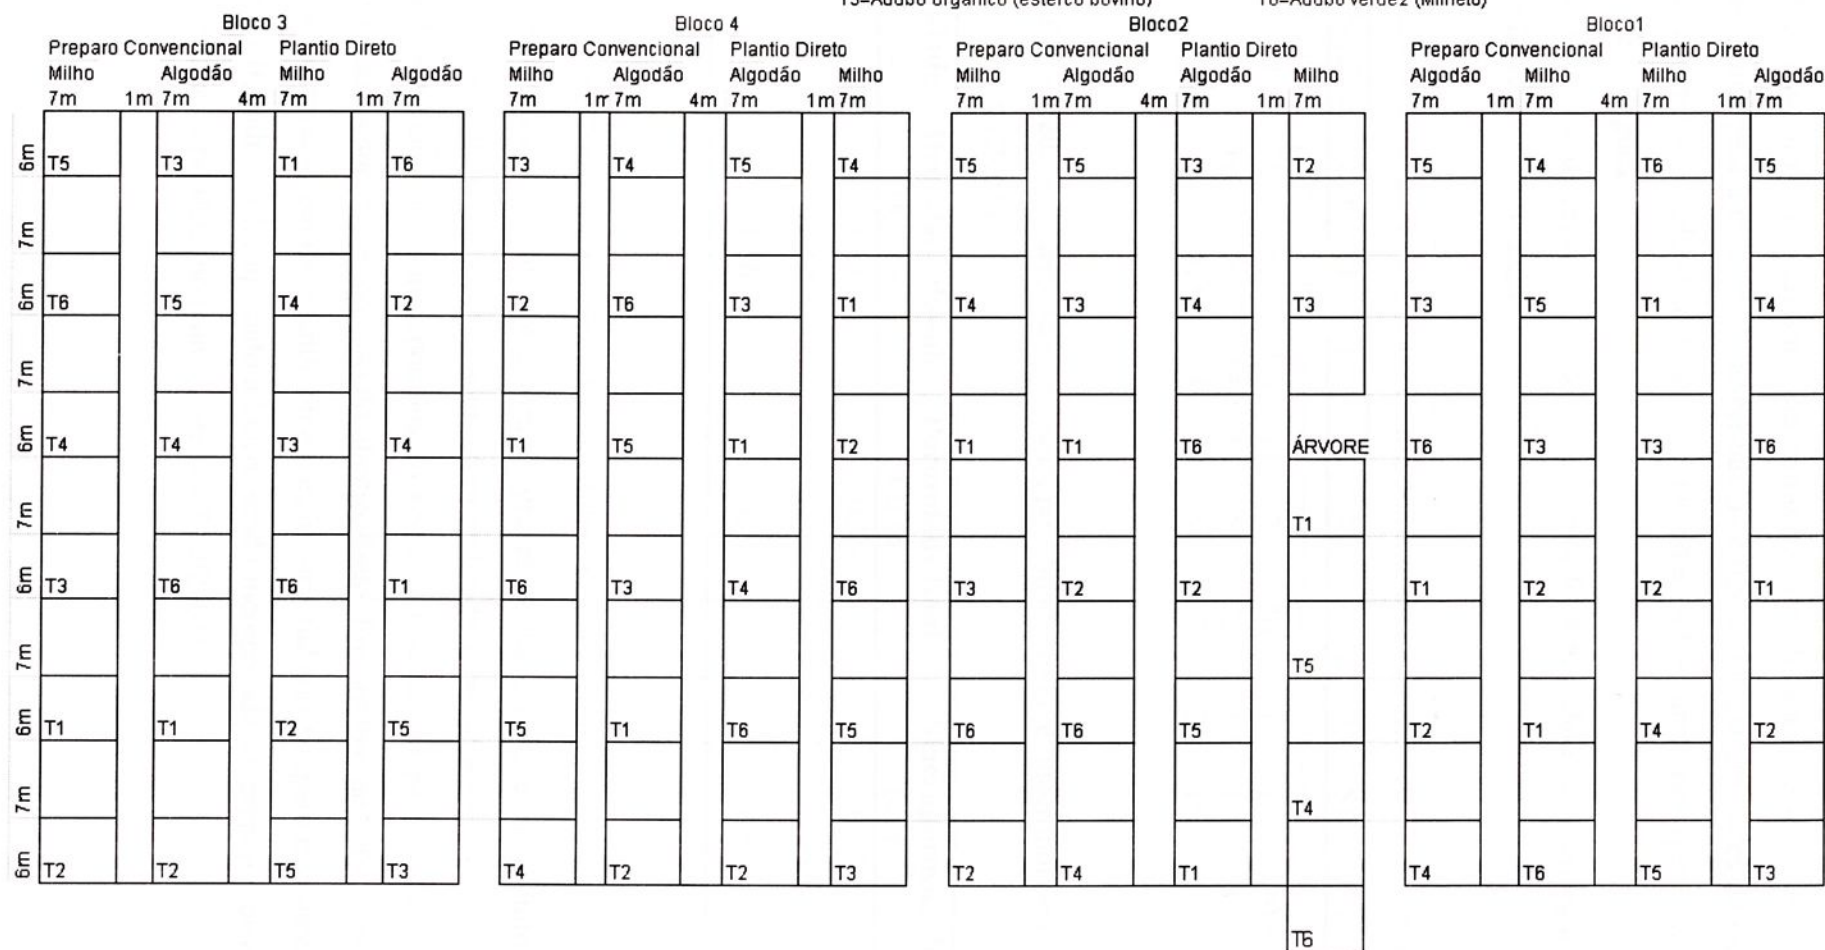 T3=Adubo orgânico (esterco bovino) T6=Adubo verde2 (Milheto)
Bloco 3 Bloco 4 Bloco2 Bloco1
Preparo Convencional Plantio Direto Preparo Convencional Plantio Direto Preparo Convencional Plantio Direto Preparo Convencional Plantio Direto
Milho Algodão Milho Algodão Milho Algodão Algodão Milho Milho Algodão Algodão Milho Algodão Milho Milho Algodão
7m 1m 7m 4m 7m 1m 7m 7m 1m 7m 4m 7m 1m 7m 7m 1m 7m 4m 7m 1m 7m 7m 1m 7m 4m 7m 1m 7m
6m T5 T3 T1 T6 T3 T4 T5 T4 T5 T5 T3 T2 T5 T4 T6 T5
7m
6m T6 T5 T4 T2 T2 T6 T3 T1 T4 T3 T4 T3 T3 T5 T1 T4
7m
6m T4 T4 T3 T4 T1 T5 T1 T2 T1 T1 T6 ÁRVORE T6 T3 T3 T6
7m T1
6m T3 T6 T6 T1 T6 T3 T4 T6 T3 T2 T2 T1 T2 T2 T1
7m T5
6m T1 T1 T2 T5 T5 T1 T6 T5 T6 T6 T5 T2 T1 T4 T2
7m T4
6m T2 T2 T5 T3 T4 T2 T2 T3 T2 T4 T1 T4 T6 T5 T3
T6